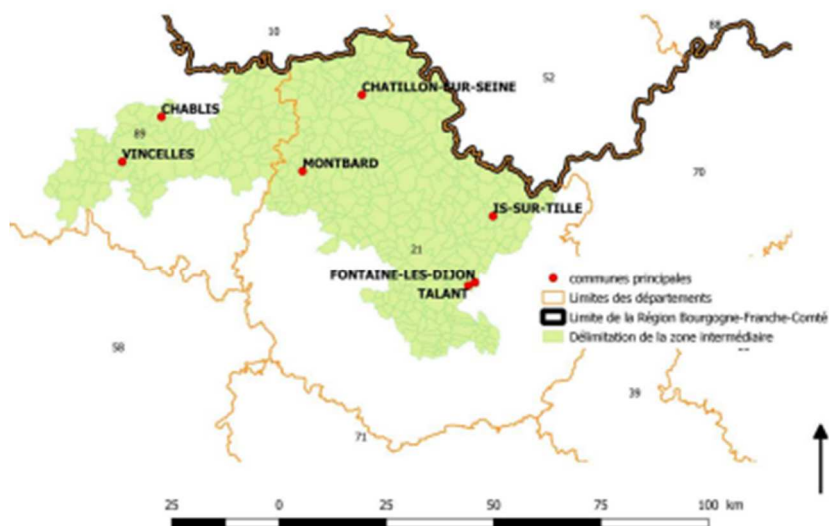 10
88
52
CHATILLON-SUR-SEINE
CHABLIS
89
VINCELLES
MONTBARD
70
IS-SUR-TILLE
21
FONTAINE-LES-DIJON
TALANT
communes principales
Limites des départements
Limite de la Région Bourgogne-Franche-Comté
Délimitation de la zone intermédiaire
58
39
71
25 0 25 50 75 100 km